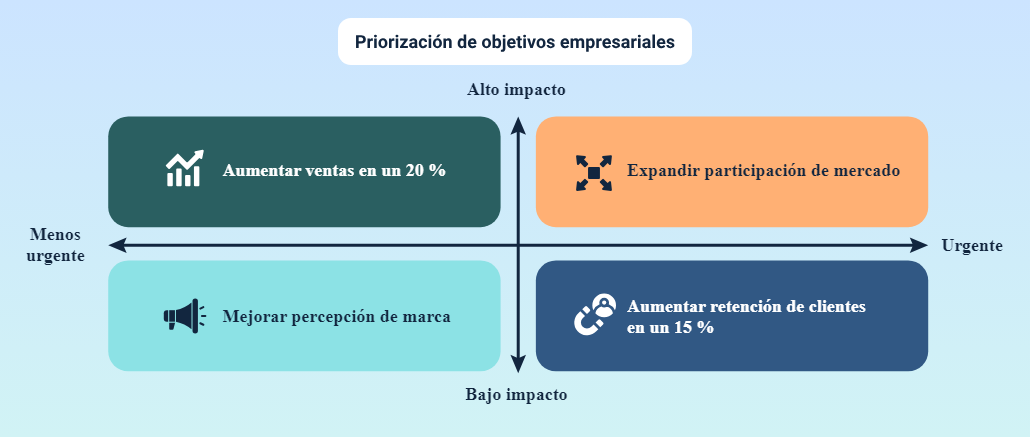 Priorización de objetivos empresariales
Alto impacto
Aumentar ventas en un 20 %
Expandir participación de mercado
Menos
urgente
Urgente
Mejorar percepción de marca
Aumentar retención de clientes
en un 15 %
Bajo impacto